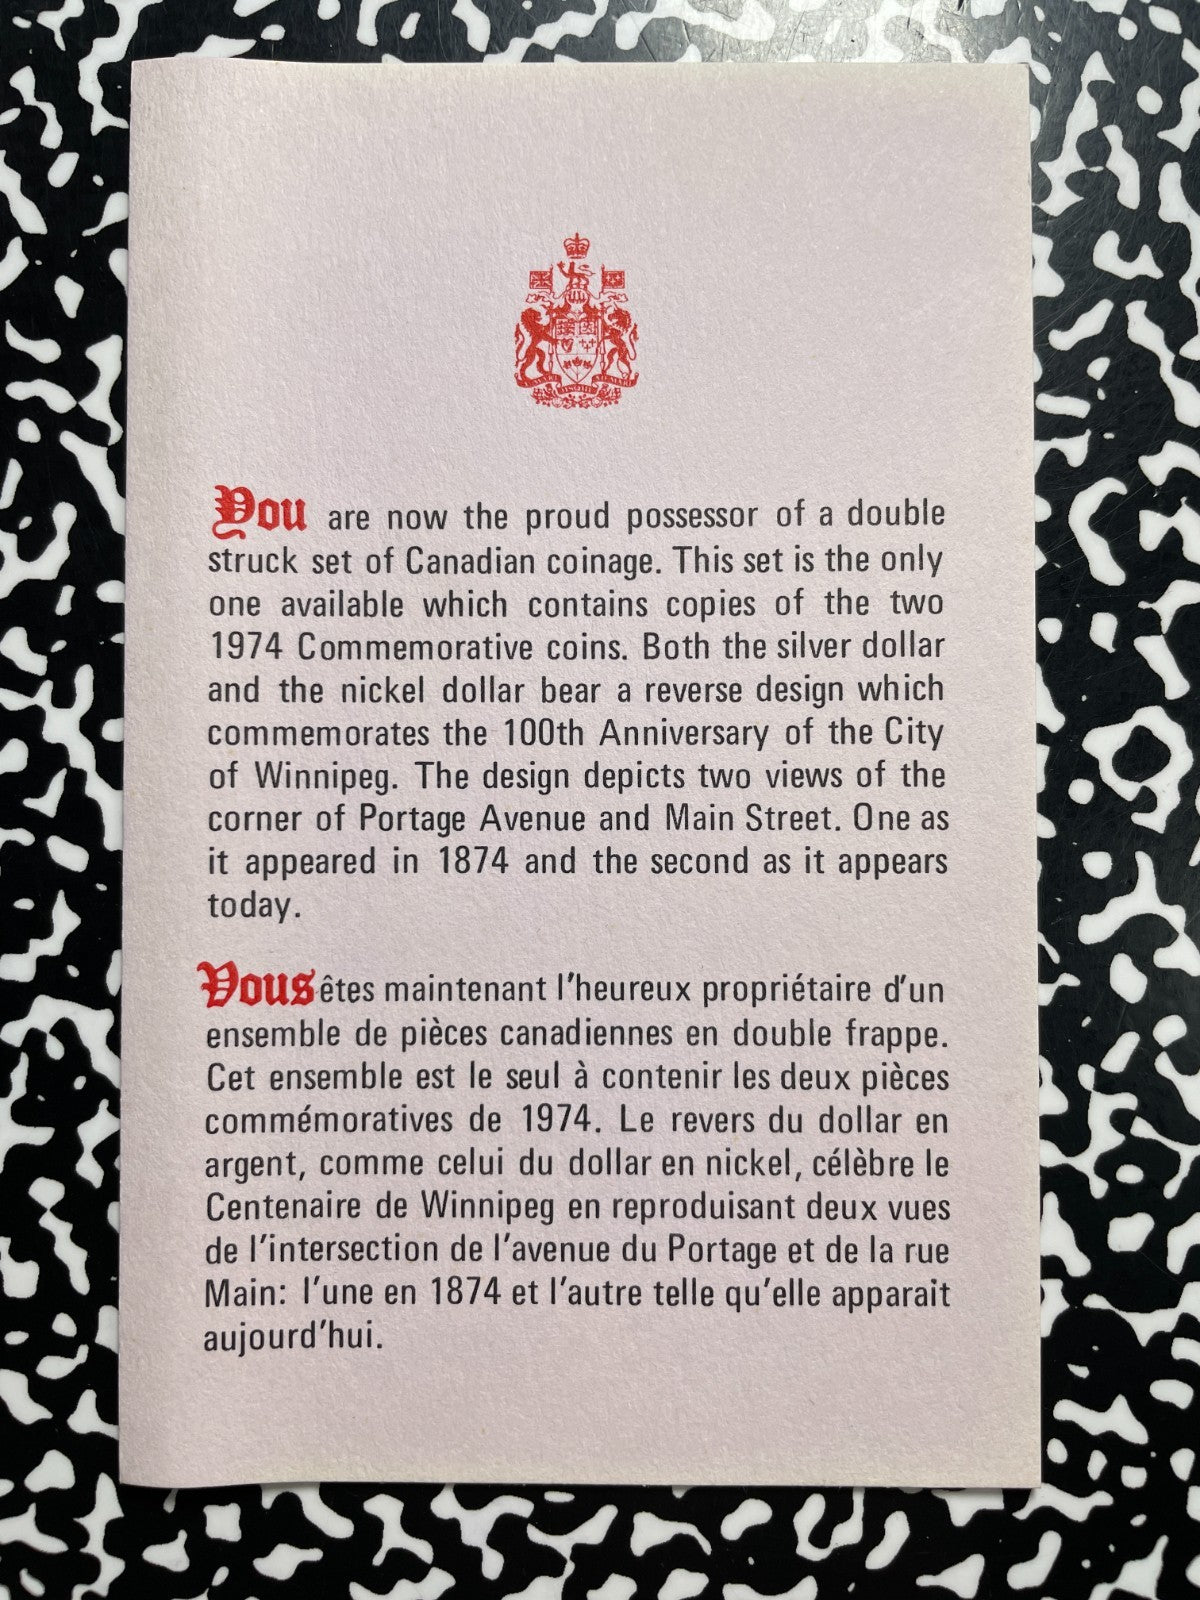 You are now the proud possessor of a double
struck set of Canadian coinage. This set is the only
one available which contains copies of the two
1974 Commemorative coins. Both the silver dollar
and the nickel dollar bear a reverse design which
commemorates the 100th Anniversary of the City
of Winnipeg. The design depicts two views of the
corner of Portage Avenue and Main Street. One as
it appeared in 1874 and the second as it appears
today.
Vous êtes maintenant l'heureux propriétaire d'un
ensemble de pièces canadiennes en double frappe.
Cet ensemble est le seul à contenir les deux pièces
commémoratives de 1974. Le revers du dollar en
argent, comme celui du dollar en nickel, célèbre le
Centenaire de Winnipeg en reproduisant deux vues
de l'intersection de l'avenue du Portage et de la rue
Main: l'une en 1874 et l'autre telle qu'elle apparait
aujourd'hui.